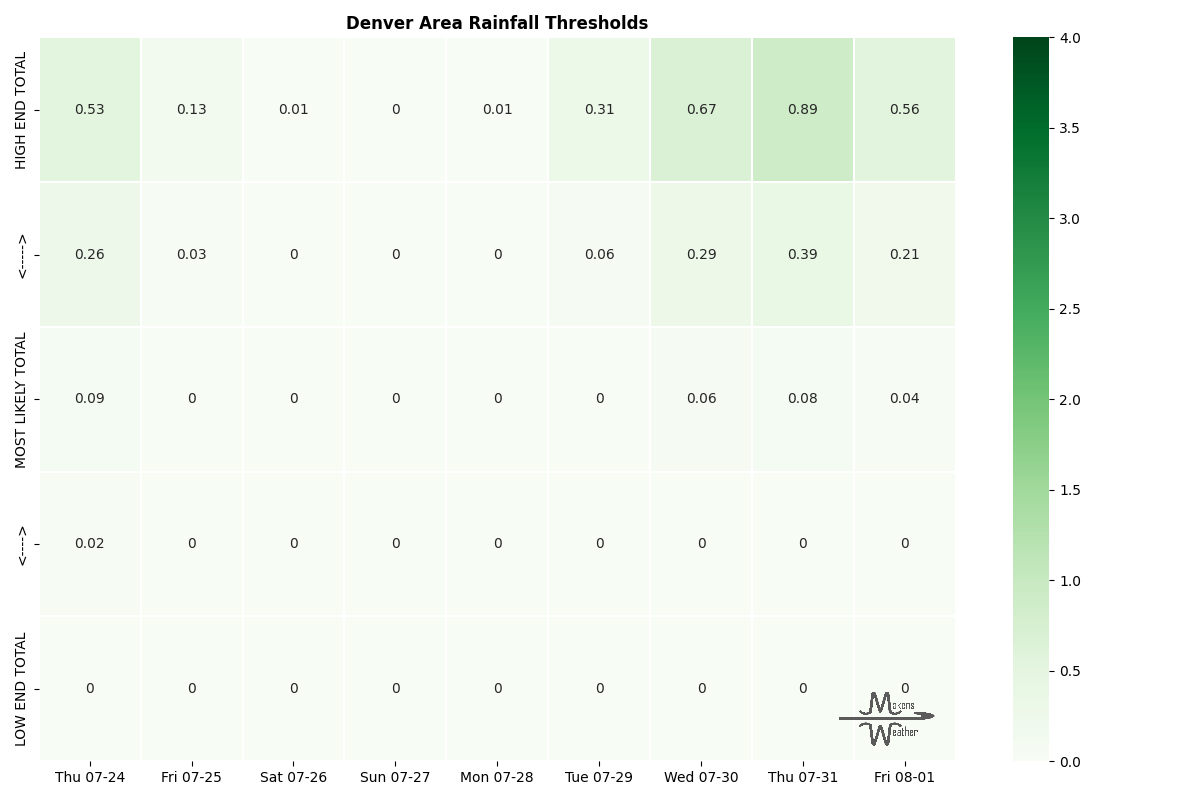 Denver Area Rainfall Thresholds
HIGH END TOTAL
0.53 0.13 0.01 0 0.01 0.31 0.67 0.89 0.56
<----->
0.26 0.03 0 0 0 0.06 0.29 0.39 0.21
MOST LIKELY TOTAL
0.09 0 0 0 0 0 0.06 0.08 0.04
<---->
0.02 0 0 0 0 0 0 0 0
LOW END TOTAL
0 0 0 0 0 0 0 0 0
Makens
Weather
Thu 07-24 Fri 07-25 Sat 07-26 Sun 07-27 Mon 07-28 Tue 07-29 Wed 07-30 Thu 07-31 Fri 08-01
4.0
3.5
3.0
2.5
2.0
1.5
1.0
0.5
0.0